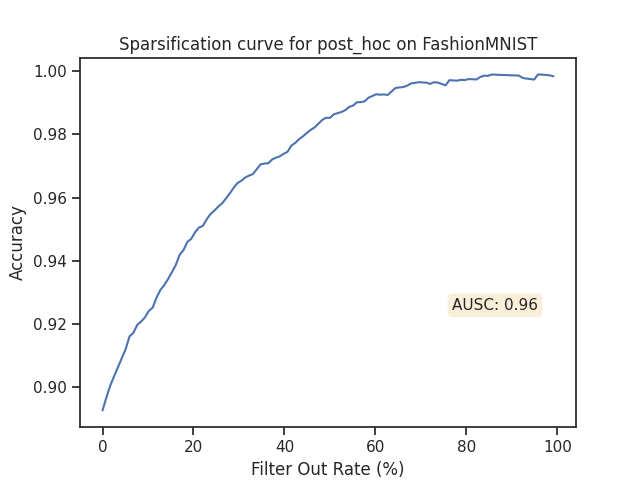 Sparsification curve for post_hoc on FashionMNIST
1.00
0.98
0.96
0.94
0.92
0.90
Accuracy
AUSC: 0.96
0 20 40 60 80 100
Filter Out Rate (%)